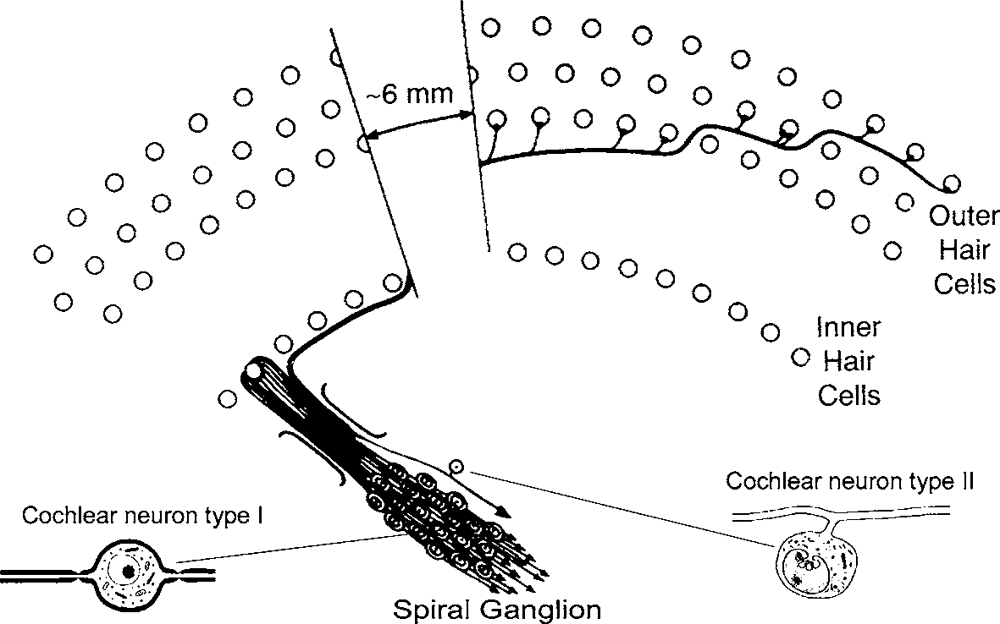 ~6 mm
Outer
Hair
Cells
Inner
Hair
Cells
Cochlear neuron type II
Cochlear neuron type I
Spiral Ganglion